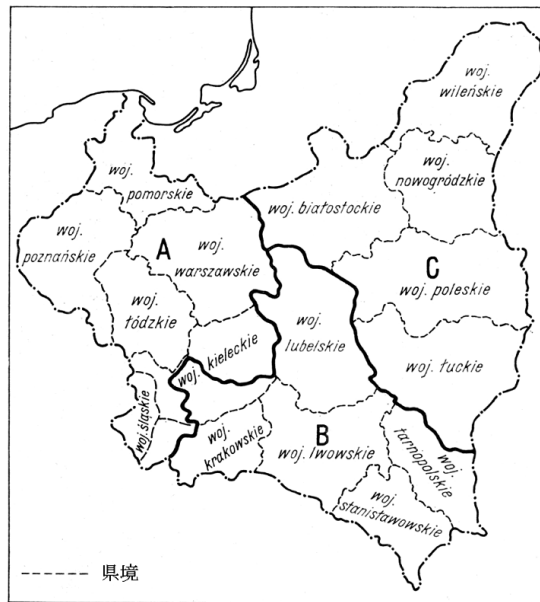 woj.
wileńskie
woj.
nowogródzkie
woj.
pomorskie
woj. białostockie
woj.
poznańskie
A
woj.
warszawskie
C
woj. poleskie
woj.
łódzkie
woj.
lubelskie
woj. kieleckie
woj. łuckie
woj. śląskie
woj.
krakowskie
B
woj. lwowskie
woj.
tarnopolskie
woj.
stanisławowskie
県境